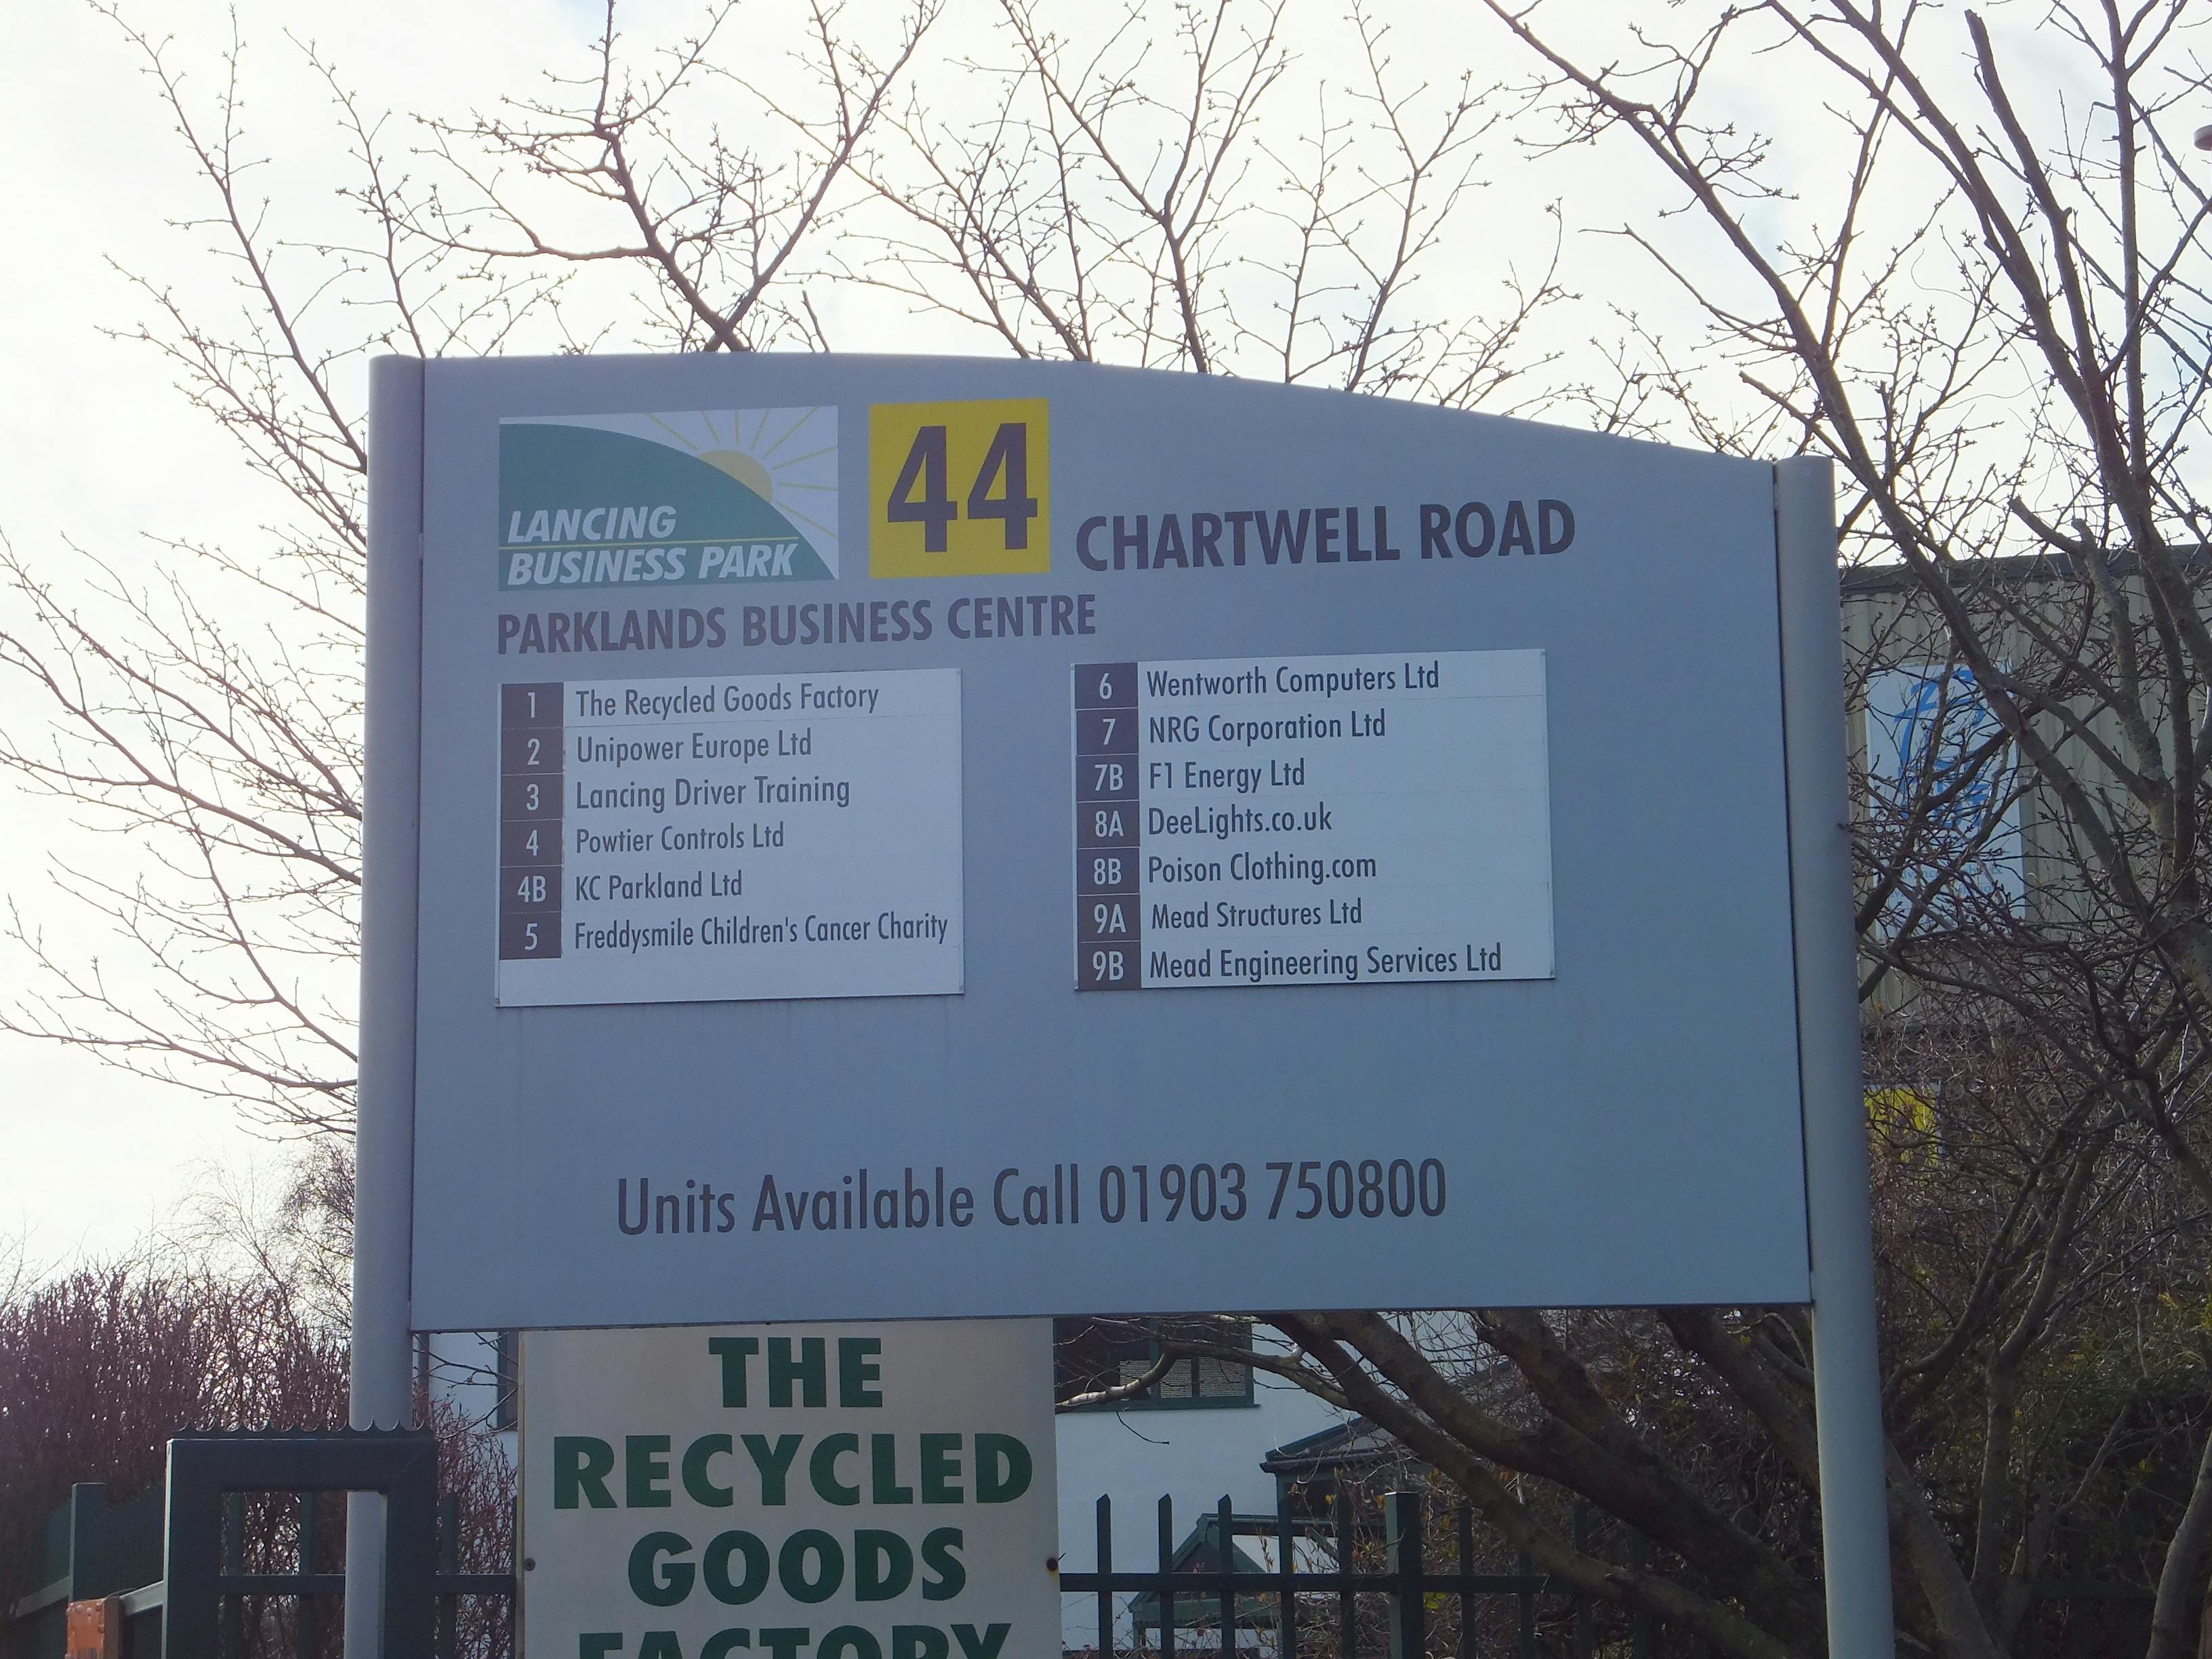 LANCING
BUSINESS PARK
44 CHARTWELL ROAD
PARKLANDS BUSINESS CENTRE
1 The Recycled Goods Factory
2 Unipower Europe Ltd
3 Lancing Driver Training
4 Powtier Controls Ltd
4B KC Parkland Ltd
5 Freddysmile Children's Cancer Charity
6 Wentworth Computers Ltd
7 NRG Corporation Ltd
7B F1 Energy Ltd
8A DeeLights.co.uk
8B Poison Clothing.com
9A Mead Structures Ltd
9B Mead Engineering Services Ltd
Units Available Call 01903 750800
THE
RECYCLED
GOODS
FACTORY